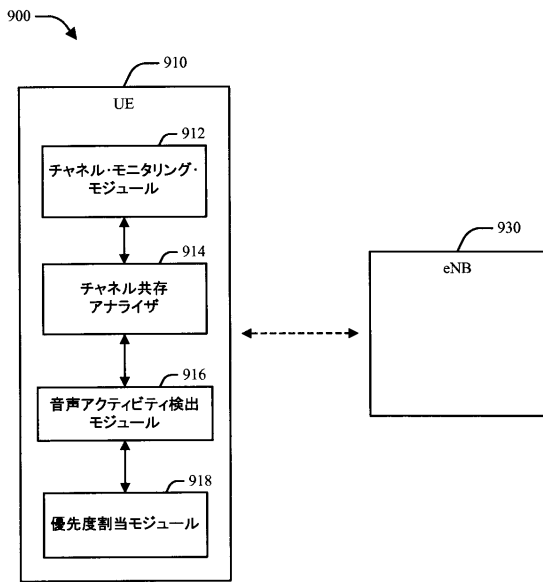 900
910
UE
912
チャネル・モニタリング・
モジュール
914
チャネル共存
アナライザ
916
音声アクティビティ検出
モジュール
918
優先度割当モジュール
930
eNB